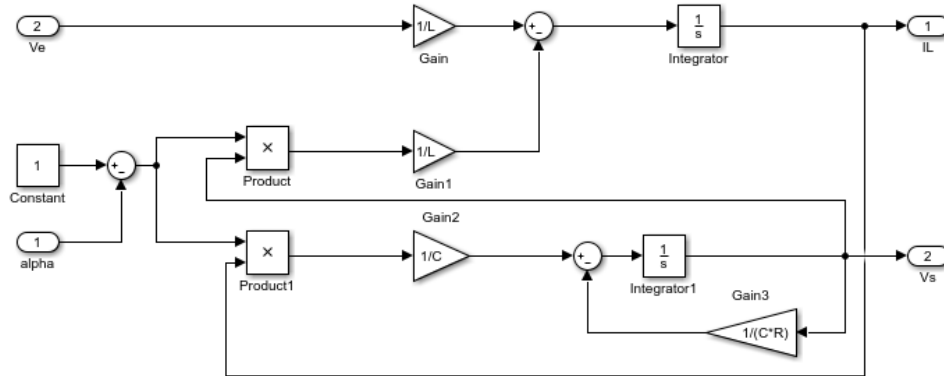 2
Ve
1/L
Gain
+
−
1
s
Integrator
1
IL
1
Constant
+
−
×
Product
1/L
Gain1
1
alpha
×
Product1
Gain2
1/C
+
−
1
s
Integrator1
2
Vs
Gain3
1/(C*R)